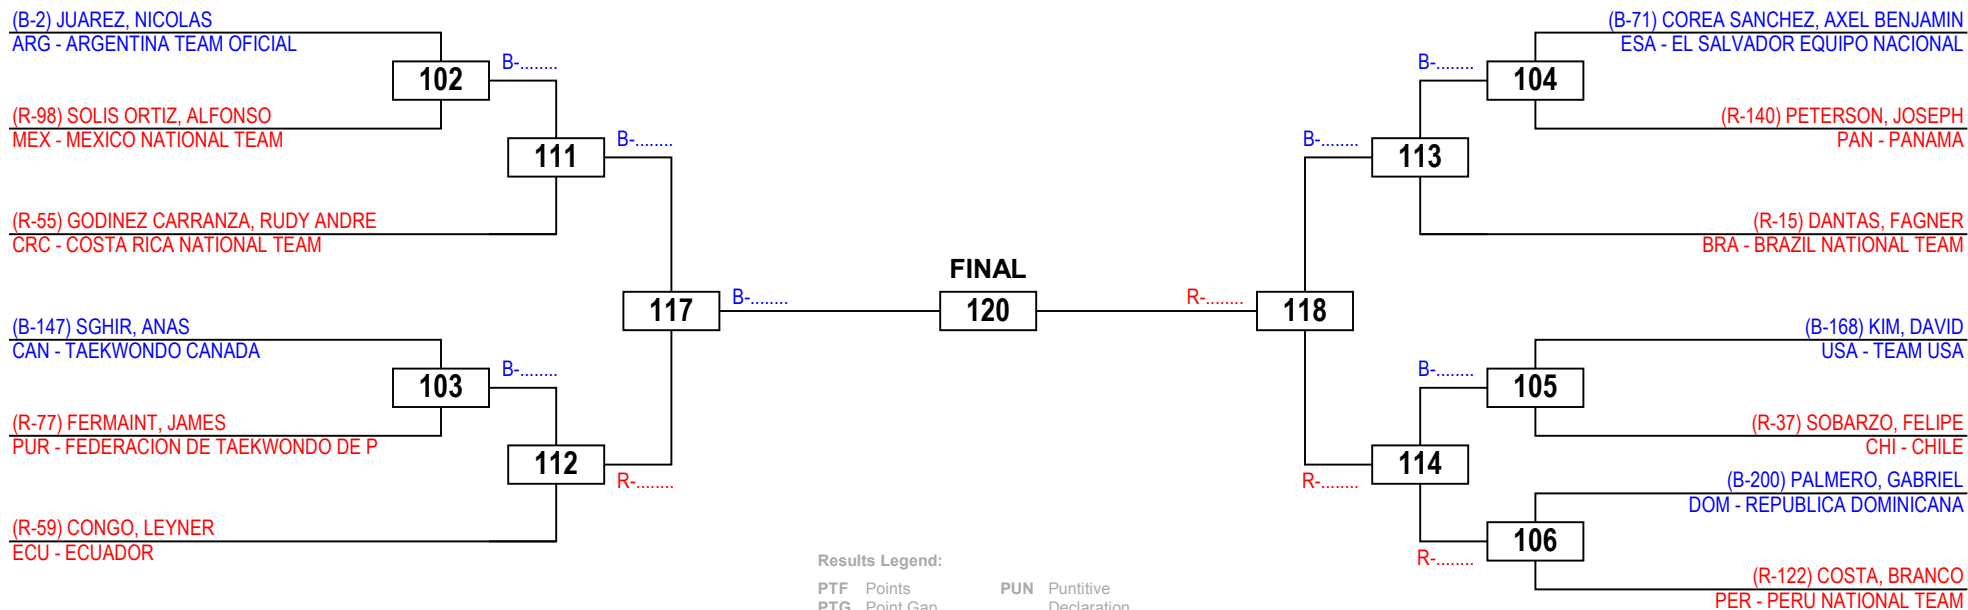 (B-2) JUAREZ, NICOLAS
ARG - ARGENTINA TEAM OFICIAL
102
B-........
(R-98) SOLIS ORTIZ, ALFONSO
MEX - MEXICO NATIONAL TEAM
111
B-........
(R-55) GODINEZ CARRANZA, RUDY ANDRE
CRC - COSTA RICA NATIONAL TEAM
117
B-........
(B-147) SGHIR, ANAS
CAN - TAEKWONDO CANADA
103
B-........
(R-77) FERMAINT, JAMES
PUR - FEDERACION DE TAEKWONDO DE P
112
R-........
(R-59) CONGO, LEYNER
ECU - ECUADOR
FINAL
120
(B-71) COREA SANCHEZ, AXEL BENJAMIN
ESA - EL SALVADOR EQUIPO NACIONAL
B-........
104
(R-140) PETERSON, JOSEPH
PAN - PANAMA
B-........
113
(R-15) DANTAS, FAGNER
BRA - BRAZIL NATIONAL TEAM
R-........
118
(B-168) KIM, DAVID
USA - TEAM USA
B-........
105
(R-37) SOBARZO, FELIPE
CHI - CHILE
R-........
114
(B-200) PALMERO, GABRIEL
DOM - REPUBLICA DOMINICANA
R-........
106
(R-122) COSTA, BRANCO
PER - PERU NATIONAL TEAM
Results Legend:
PTF Points PUN Puntitive
PTG Point Gap Declaration